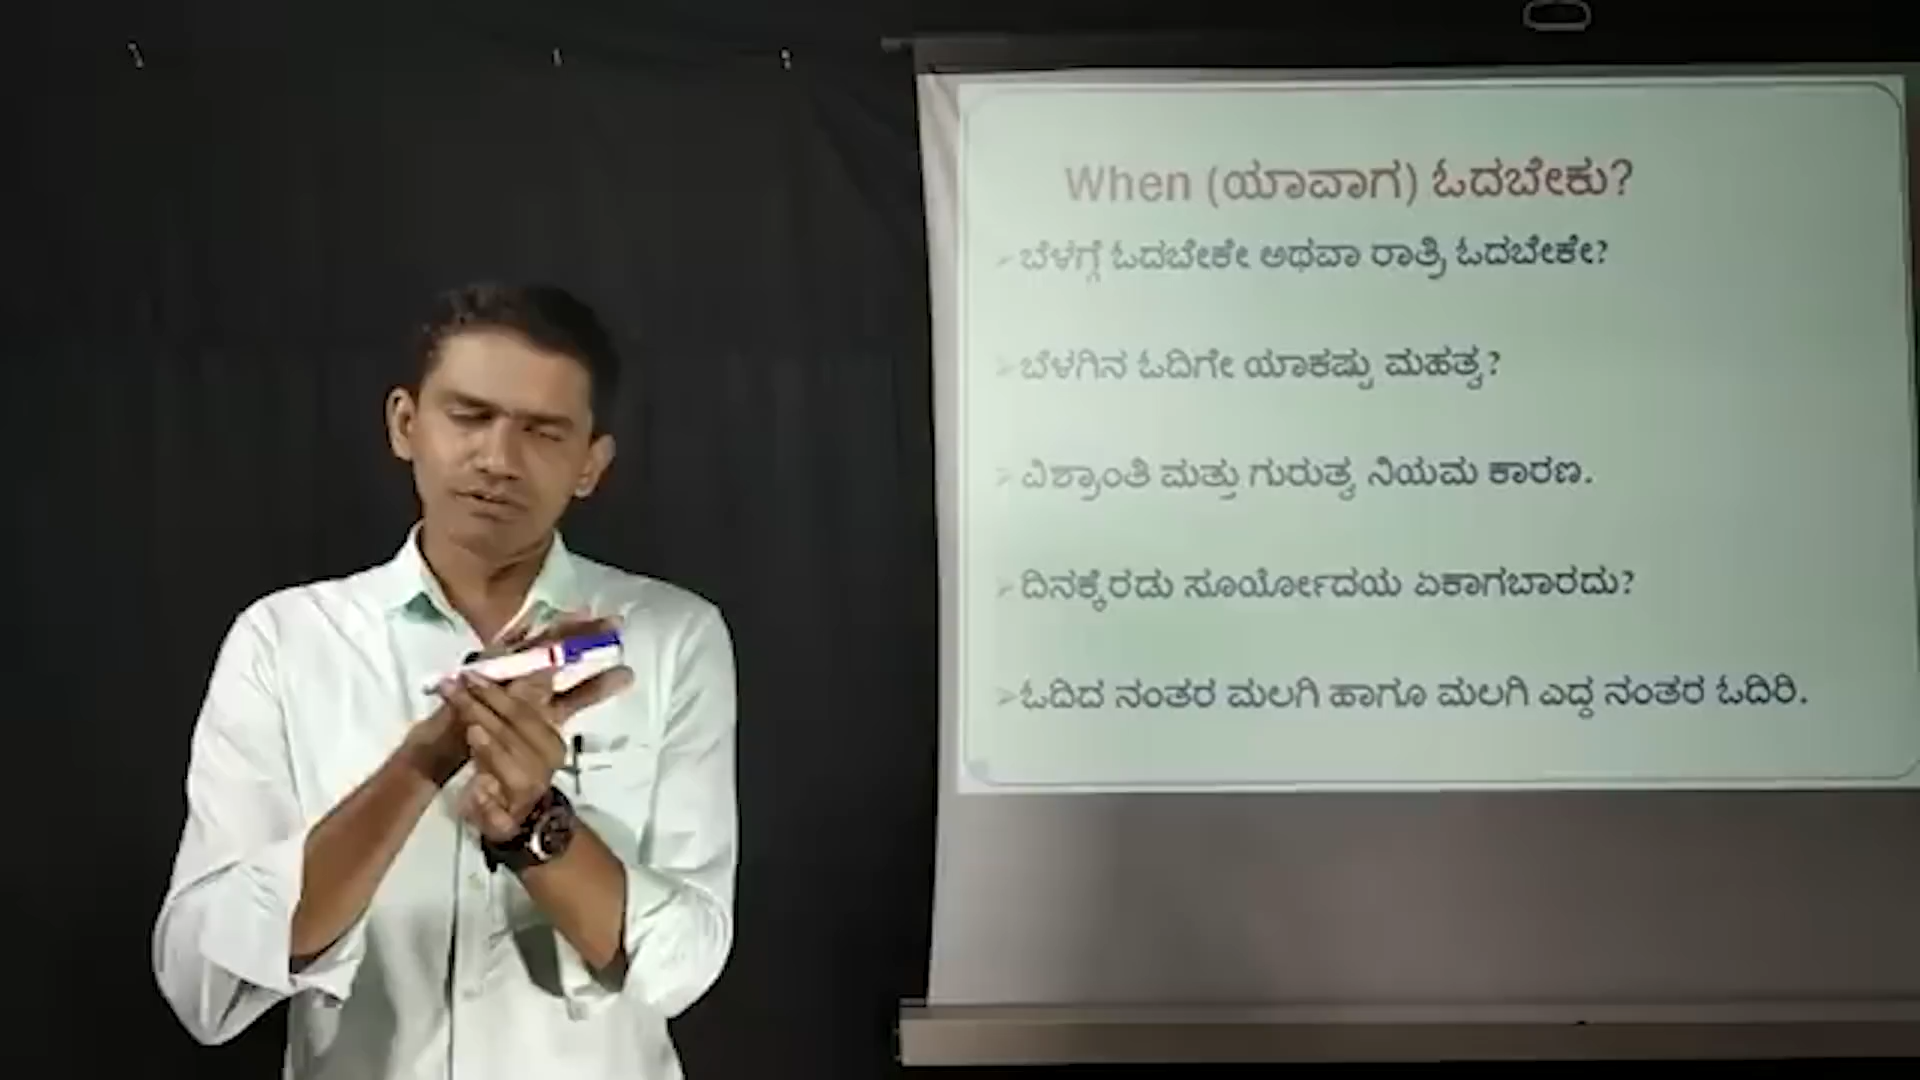 When (ಯಾವಾಗ) ಓದಬೇಕು?
➢ಬೆಳಗ್ಗೆ ಓದಬೇಕೇ ಅಥವಾ ರಾತ್ರಿ ಓದಬೇಕೇ?
➢ಬೆಳಗಿನ ಓದಿಗೇ ಯಾಕಷ್ಟು ಮಹತ್ವ?
➢ವಿಶ್ರಾಂತಿ ಮತ್ತು ಗುರುತ್ವ ನಿಯಮ ಕಾರಣ.
➢ದಿನಕ್ಕೆರಡು ಸೂರ್ಯೋದಯ ಏಕಾಗಬಾರದು?
➢ಓದಿದ ನಂತರ ಮಲಗಿ ಹಾಗೂ ಮಲಗಿ ಎದ್ದ ನಂತರ ಓದಿರಿ.